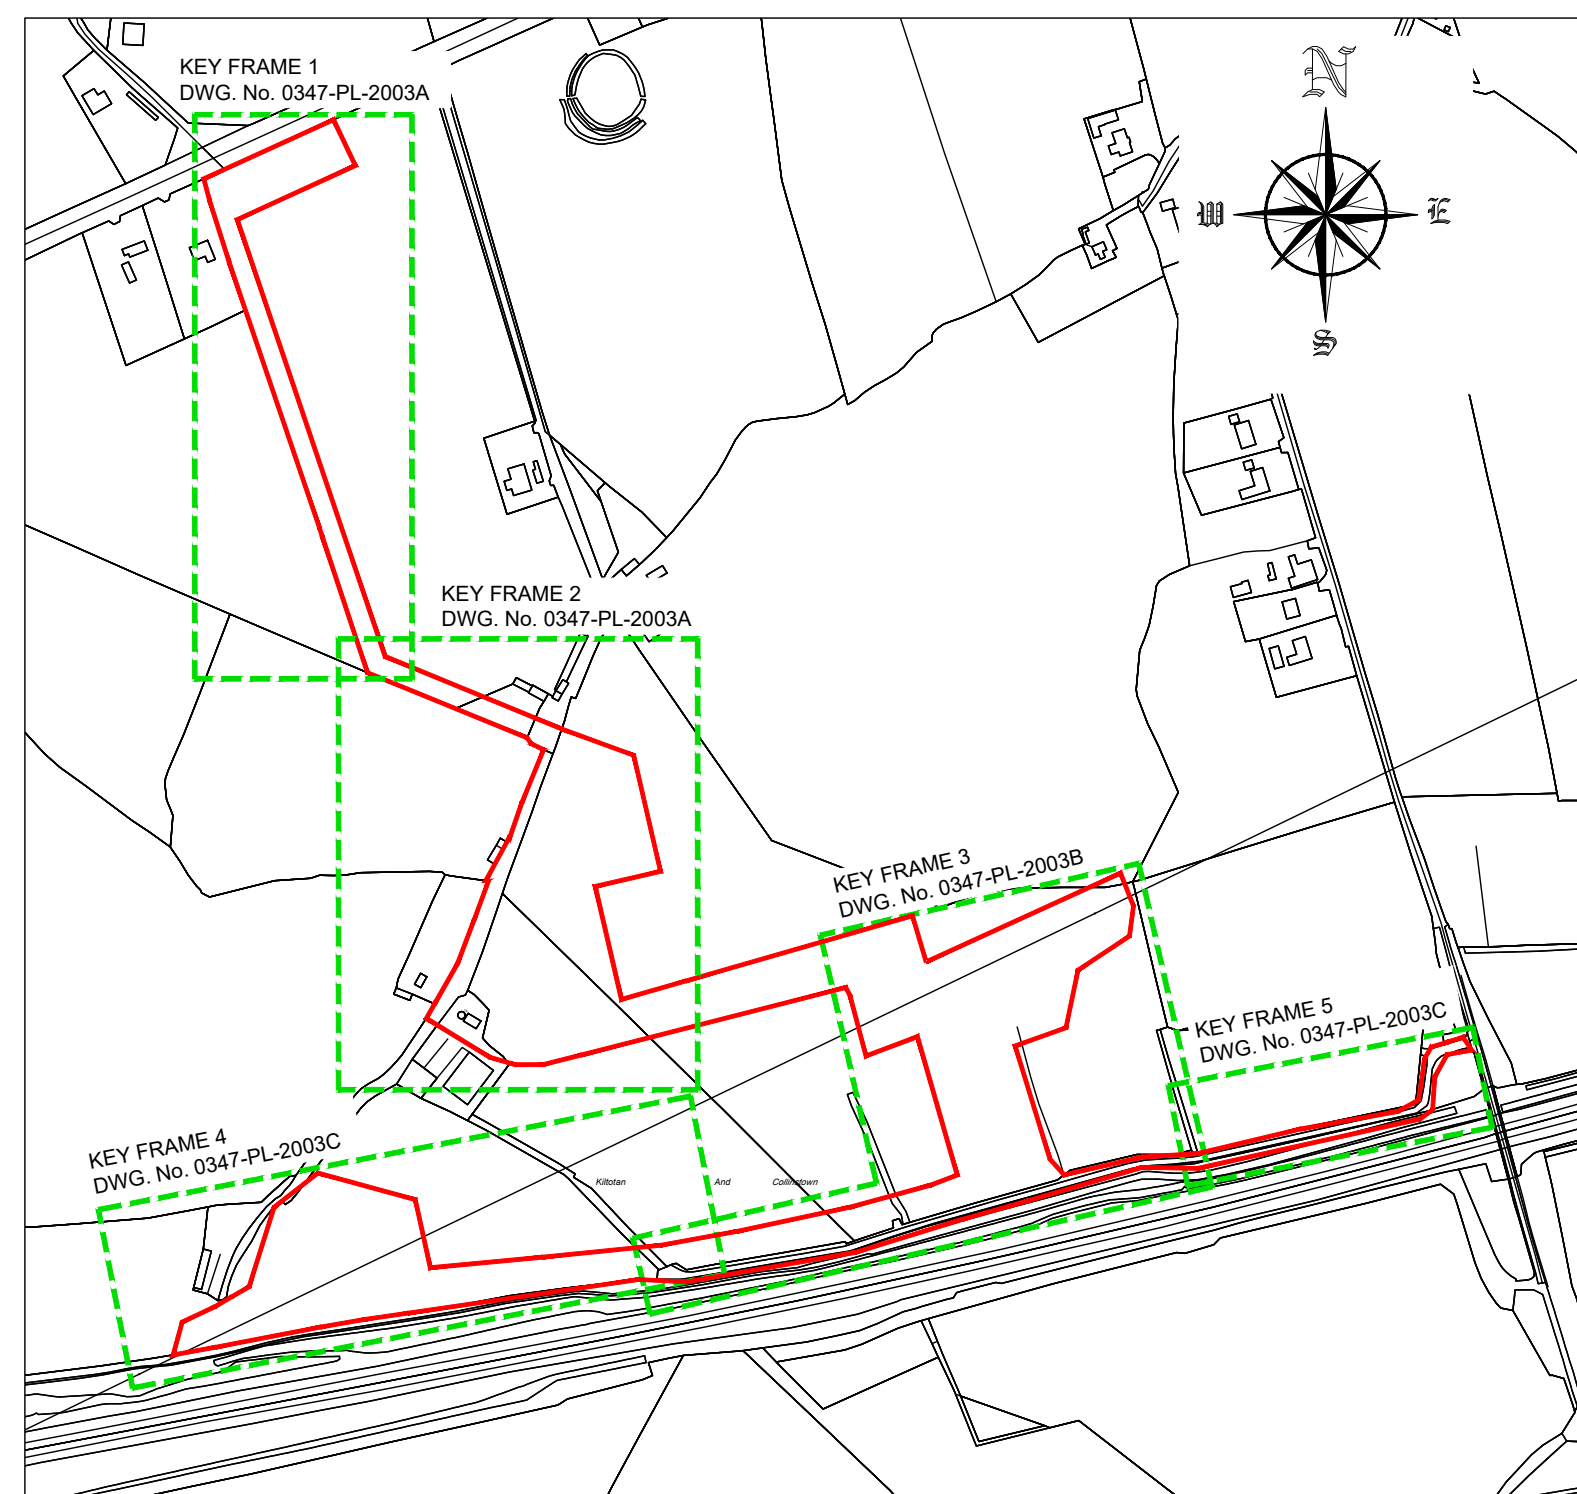 KEY FRAME 1
DWG. No. 0347-PL-2003A
N
W
E
S
KEY FRAME 2
DWG. No. 0347-PL-2003A
KEY FRAME 3
DWG. No. 0347-PL-2003B
KEY FRAME 5
DWG. No. 0347-PL-2003C
KEY FRAME 4
DWG. No. 0347-PL-2003C
Kiltotan And Collinstown